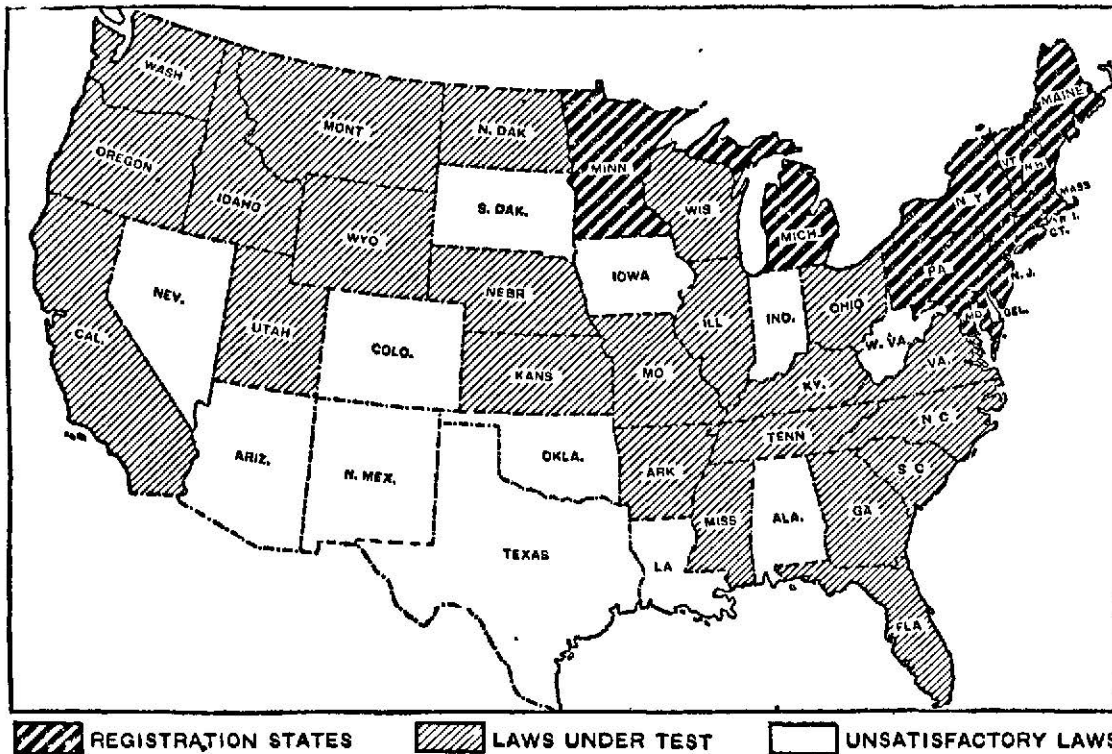 WASH
MONT
N. DAK
MINN
MAINE
OREGON
IDAHO
S. DAK.
WIS
VT
N.H.
MASS
WYO
MICH.
N.Y.
R I.
CT.
NEV.
NEBR
IOWA
PA
N.J.
CAL.
UTAH
COLO.
ILL
IND.
OHIO
MD.
DEL.
W. VA.
VA.
KANS
MO
KY.
N C
TENN
ARIZ.
N. MEX.
OKLA.
ARK
S C
MISS
ALA.
GA
TEXAS
LA
FLA
REGISTRATION STATES
LAWS UNDER TEST
UNSATISFACTORY LAWS